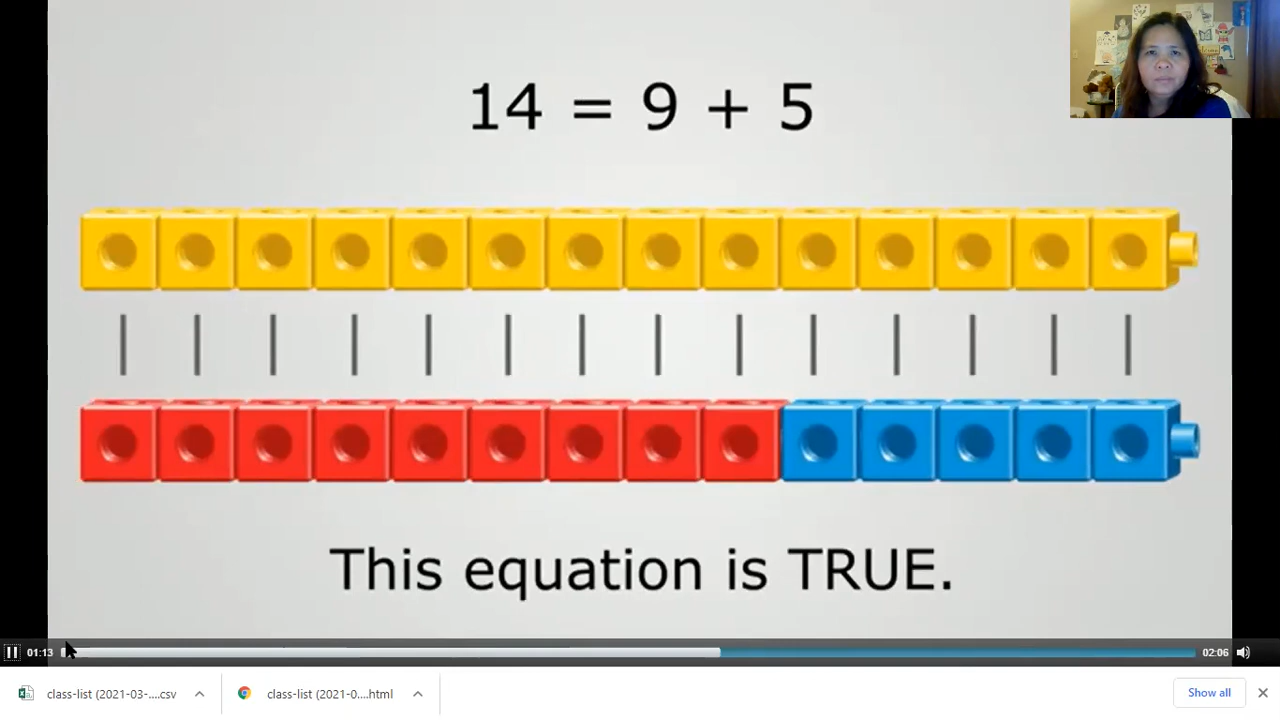 14 = 9 + 5
This equation is TRUE.
01:13
02:06
class-list (2021-03-....csv
class-list (2021-0....html
Show all